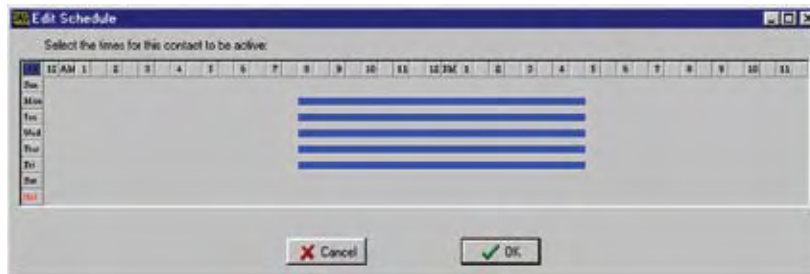 Edit Schedule
Select the times for this contact to be active:
12 AM 1 2 3 4 5 6 7 8 9 10 11 12 PM 1 2 3 4 5 6 7 8 9 10 11
Sun
Mon
Tue
Wed
Thu
Fri
Sat
Hol
Cancel OK